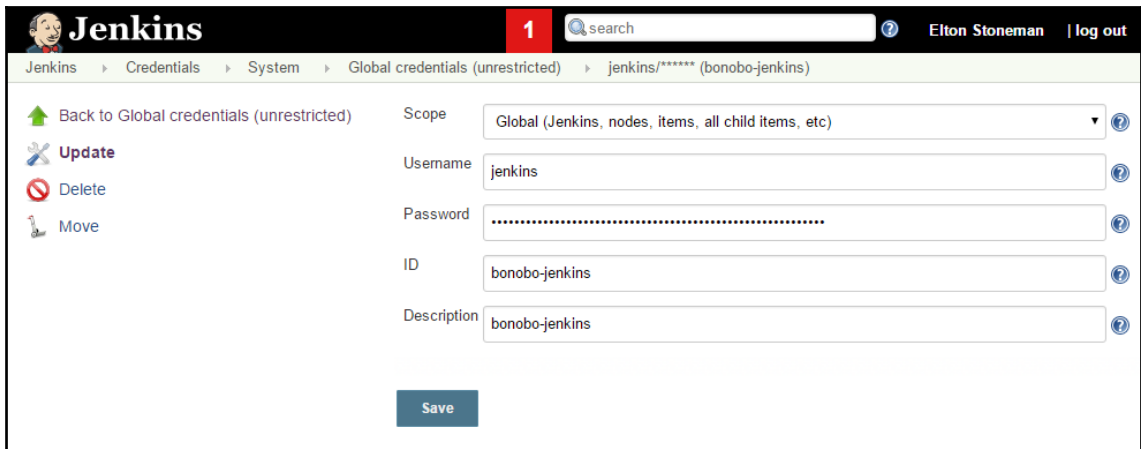 Jenkins
1
search
Elton Stoneman
| log out
Jenkins
Credentials
System
Global credentials (unrestricted)
jenkins/****** (bonobo-jenkins)
Back to Global credentials (unrestricted)
Update
Delete
Move
Scope
Global (Jenkins, nodes, items, all child items, etc)
Username
jenkins
Password
ID
bonobo-jenkins
Description
bonobo-jenkins
Save